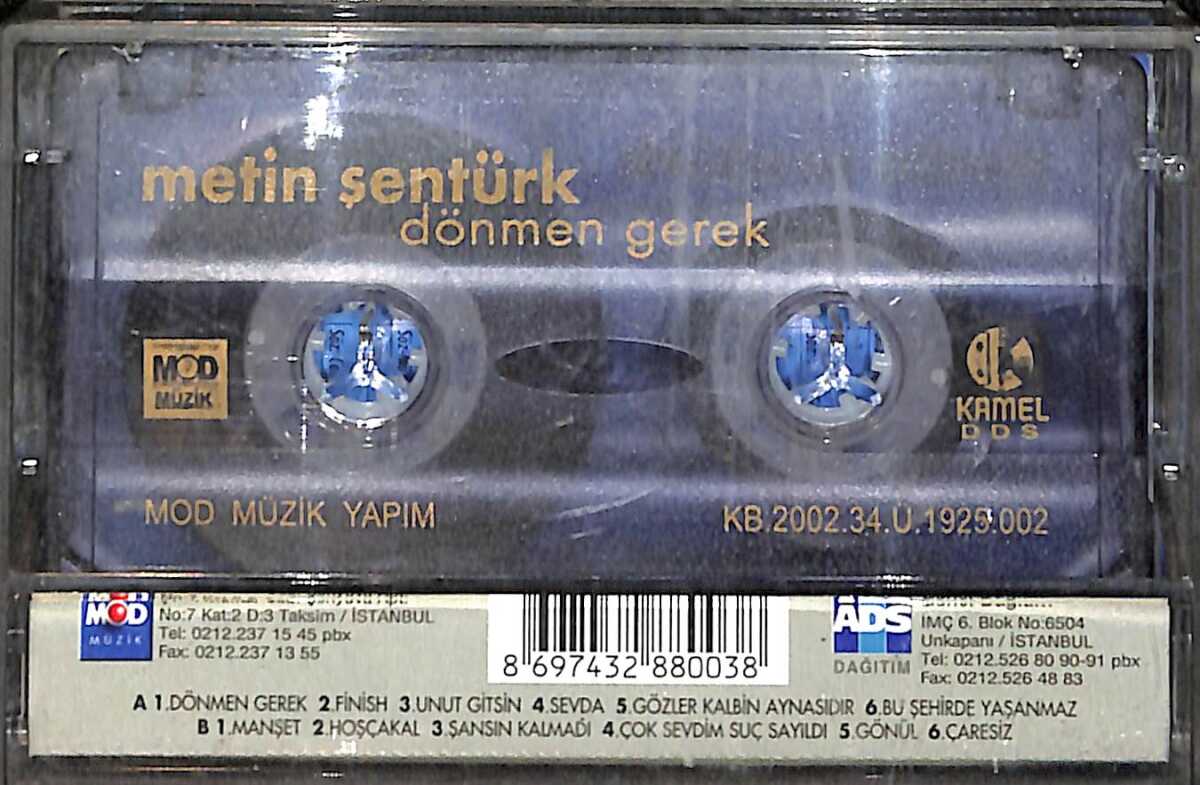 metin şentürk
dönmen gerek
MOD
MÜZİK
KAMEL
DDS
MOD MÜZİK YAPIM
KB.2002.34.Ü.1925.002
MOD
MÜZİK
No:7 Kat:2 D:3 Taksim / İSTANBUL
Tel: 0212.237 15 45 pbx
Fax: 0212.237 13 55
8 697432 880038
ADS
DAĞITIM
İMÇ 6. Blok No:6504
Unkapanı / İSTANBUL
Tel: 0212.526 80 90-91 pbx
Fax: 0212.526 48 83
A 1.DÖNMEN GEREK 2.FİNİSH 3.UNUT GİTSİN 4.SEVDA 5.GÖZLER KALBİN AYNASIDIR 6.BU ŞEHİRDE YAŞANMAZ
B 1.MANŞET 2.HOŞÇAKAL 3.ŞANSIN KALMADI 4.ÇOK SEVDİM SUÇ SAYILDI 5.GÖNÜL 6.ÇARESİZ